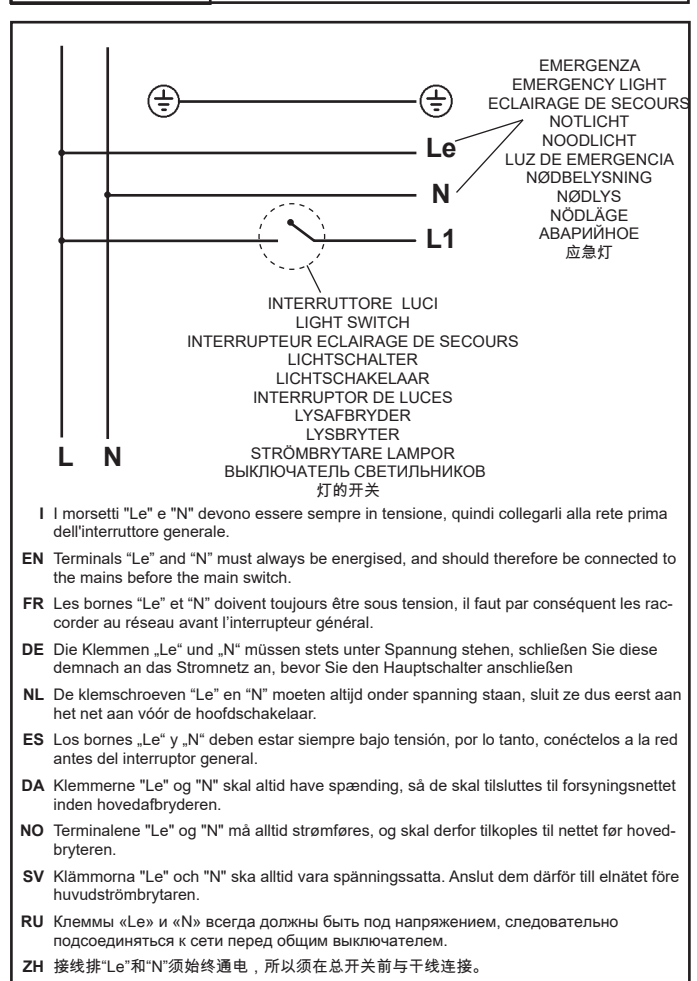 EMERGENZA
EMERGENCY LIGHT
ECLAIRAGE DE SECOURS
NOTLICHT
NOODLICHT
LUZ DE EMERGENCIA
NØDBELYSNING
NØDLYS
NÖDLÄGE
АВАРИЙНОЕ
应急灯
Le
N
L1
INTERRUTTORE LUCI
LIGHT SWITCH
INTERRUPTEUR ECLAIRAGE DE SECOURS
LICHTSCHALTER
LICHTSCHAKELAAR
INTERRUPTOR DE LUCES
LYSAFBRYDER
LYSBRYTER
STRÖMBRYTARE LAMPOR
ВЫКЛЮЧАТЕЛЬ СВЕТИЛЬНИКОВ
灯的开关
L N
I I morsetti "Le" e "N" devono essere sempre in tensione, quindi collegarli alla rete prima
dell'interruttore generale.
EN Terminals “Le” and “N” must always be energised, and should therefore be connected to
the mains before the main switch.
FR Les bornes “Le” et “N” doivent toujours être sous tension, il faut par conséquent les rac-
corder au réseau avant l’interrupteur général.
DE Die Klemmen „Le“ und „N“ müssen stets unter Spannung stehen, schließen Sie diese
demnach an das Stromnetz an, bevor Sie den Hauptschalter anschließen
NL De klemschroeven “Le” en “N” moeten altijd onder spanning staan, sluit ze dus eerst aan
het net aan vóór de hoofdschakelaar.
ES Los bornes „Le“ y „N“ deben estar siempre bajo tensión, por lo tanto, conéctelos a la red
antes del interruptor general.
DA Klemmerne "Le" og "N" skal altid have spænding, så de skal tilsluttes til forsyningsnettet
inden hovedafbryderen.
NO Terminalene "Le" og "N" må alltid strømføres, og skal derfor tilkoples til nettet før hoved-
bryteren.
SV Klämmorna "Le" och "N" ska alltid vara spänningssatta. Anslut dem därför till elnätet före
huvudströmbrytaren.
RU Клеммы «Le» и «N» всегда должны быть под напряжением, следовательно
подсоединяться к сети перед общим выключателем.
ZH 接线排“Le”和“N”须始终通电，所以须在总开关前与干线连接。